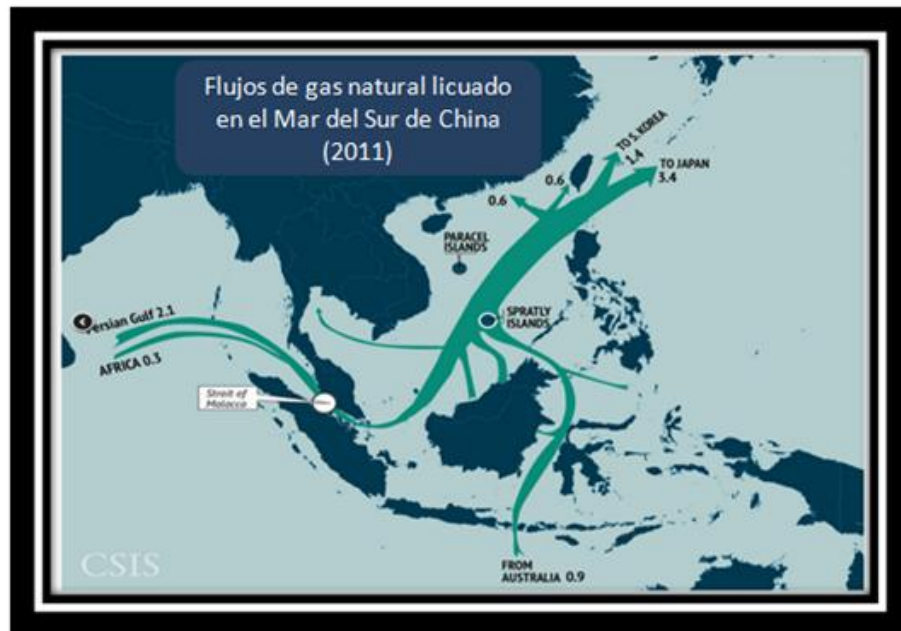 Flujos de gas natural licuado
en el Mar del Sur de China
(2011)
TO S. KOREA
1.4
TO JAPAN
3.4
0.6
0.6
PARACEL
ISLANDS
SPRATLY
ISLANDS
Persian Gulf 2.1
AFRICA 0.3
Strait of
Malacca
FROM
AUSTRALIA 0.9
CSIS